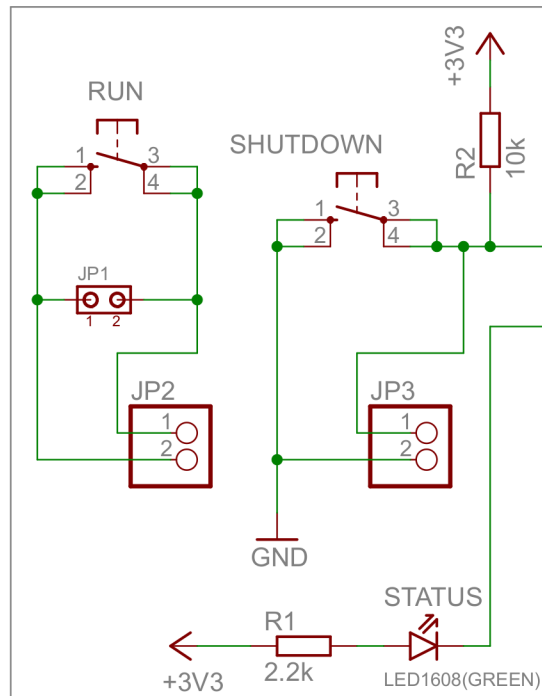 RUN
1
3
2
4
JP1
1
2
JP2
1
2
SHUTDOWN
1
3
2
4
+3V3
R2
10k
JP3
1
2
GND
STATUS
R1
2.2k
+3V3
LED1608(GREEN)